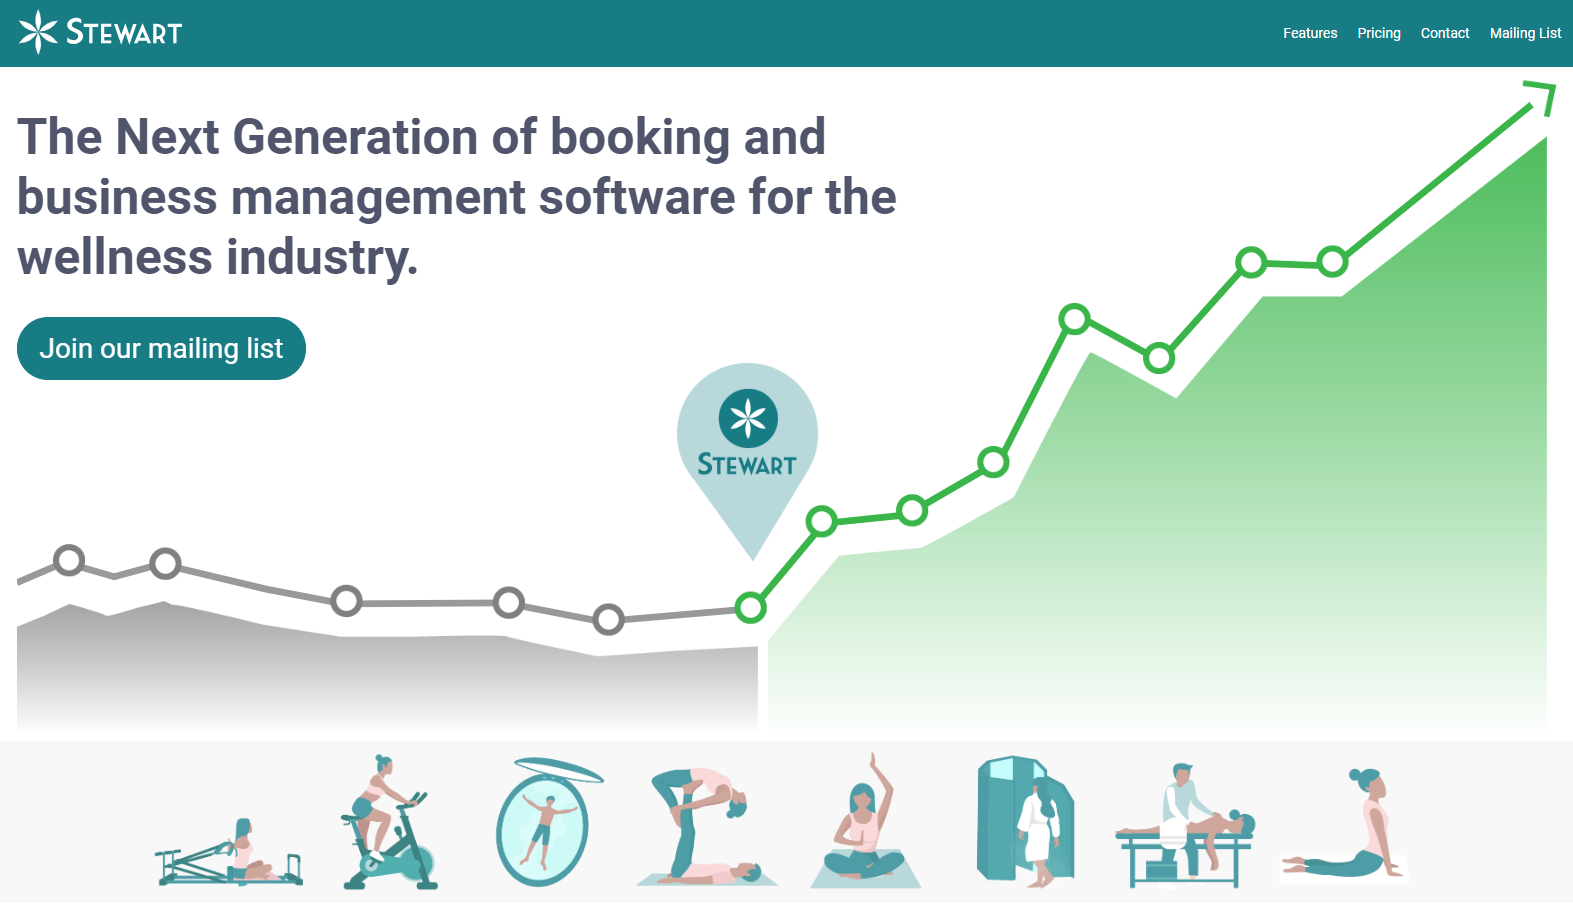 STEWART
Features Pricing Contact Mailing List
The Next Generation of booking and
business management software for the
wellness industry.
Join our mailing list
STEWART